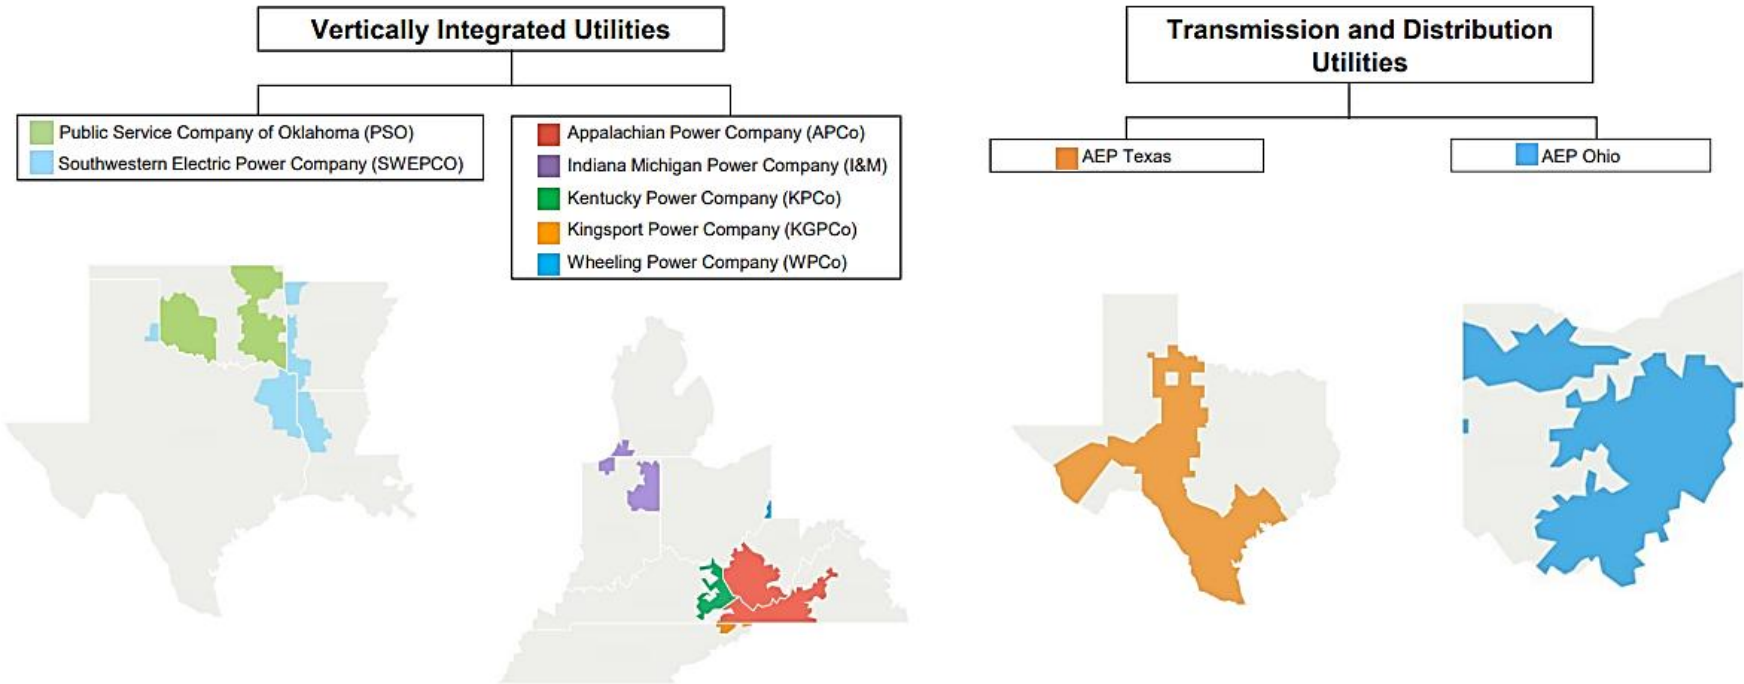 Vertically Integrated Utilities
Public Service Company of Oklahoma (PSO)
Southwestern Electric Power Company (SWEPCO)
Appalachian Power Company (APCo)
Indiana Michigan Power Company (I&M)
Kentucky Power Company (KPCo)
Kingsport Power Company (KGPCo)
Wheeling Power Company (WPCo)
Transmission and Distribution
Utilities
AEP Texas
AEP Ohio